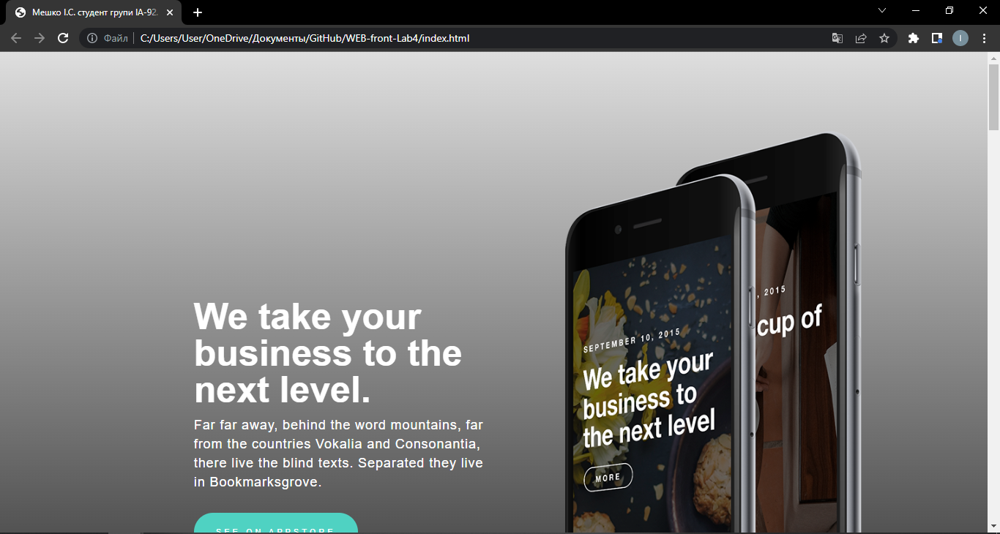 Мешко І.С. студент групи ІА-92.
Файл
C:/Users/User/OneDrive/Документы/GitHub/WEB-front-Lab4/index.html
I
We take your
business to the
next level.
Far far away, behind the word mountains, far
from the countries Vokalia and Consonantia,
there live the blind texts. Separated they live
in Bookmarksgrove.
SEE ON APPSTORE
SEPTEMBER 10, 2015
We take your
business to
the next level
MORE
, 2015
cup of